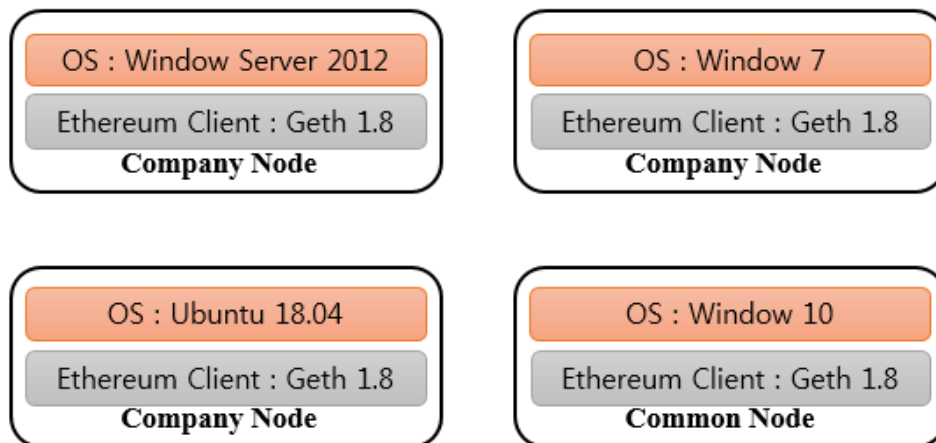 OS : Window Server 2012
Ethereum Client : Geth 1.8
Company Node
OS : Window 7
Ethereum Client : Geth 1.8
Company Node
OS : Ubuntu 18.04
Ethereum Client : Geth 1.8
Company Node
OS : Window 10
Ethereum Client : Geth 1.8
Common Node